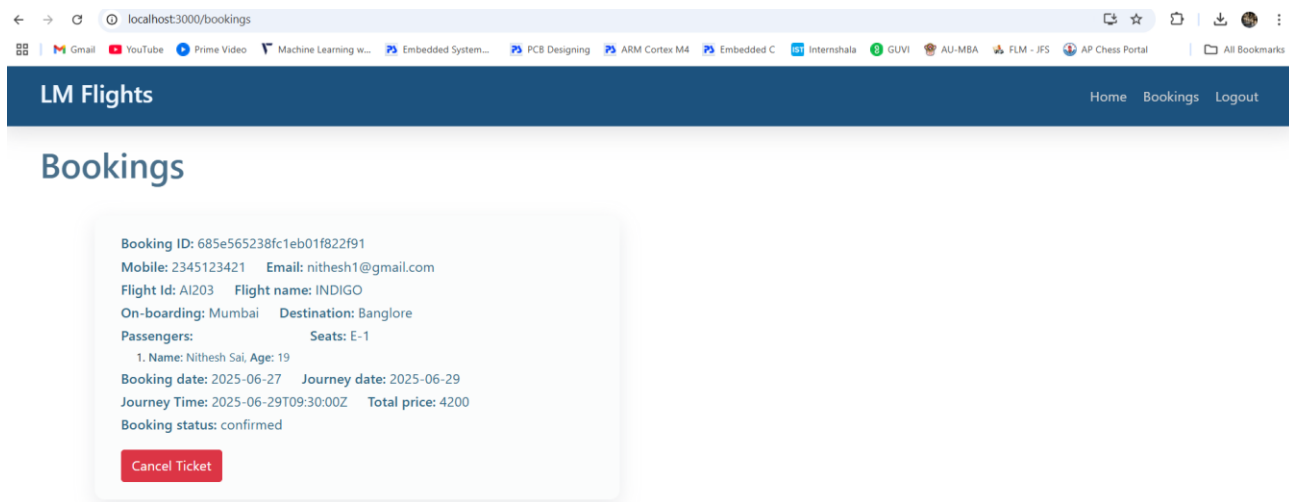 localhost:3000/bookings
Gmail YouTube Prime Video Machine Learning w... Embedded System... PCB Designing ARM Cortex M4 Embedded C Internshala GUVI AU-MBA FLM - JFS AP Chess Portal All Bookmarks
LM Flights Home Bookings Logout
Bookings
Booking ID: 685e565238fc1eb01f822f91
Mobile: 2345123421 Email: nithesh1@gmail.com
Flight Id: AI203 Flight name: INDIGO
On-boarding: Mumbai Destination: Banglore
Passengers: Seats: E-1
1. Name: Nithesh Sai, Age: 19
Booking date: 2025-06-27 Journey date: 2025-06-29
Journey Time: 2025-06-29T09:30:00Z Total price: 4200
Booking status: confirmed
Cancel Ticket